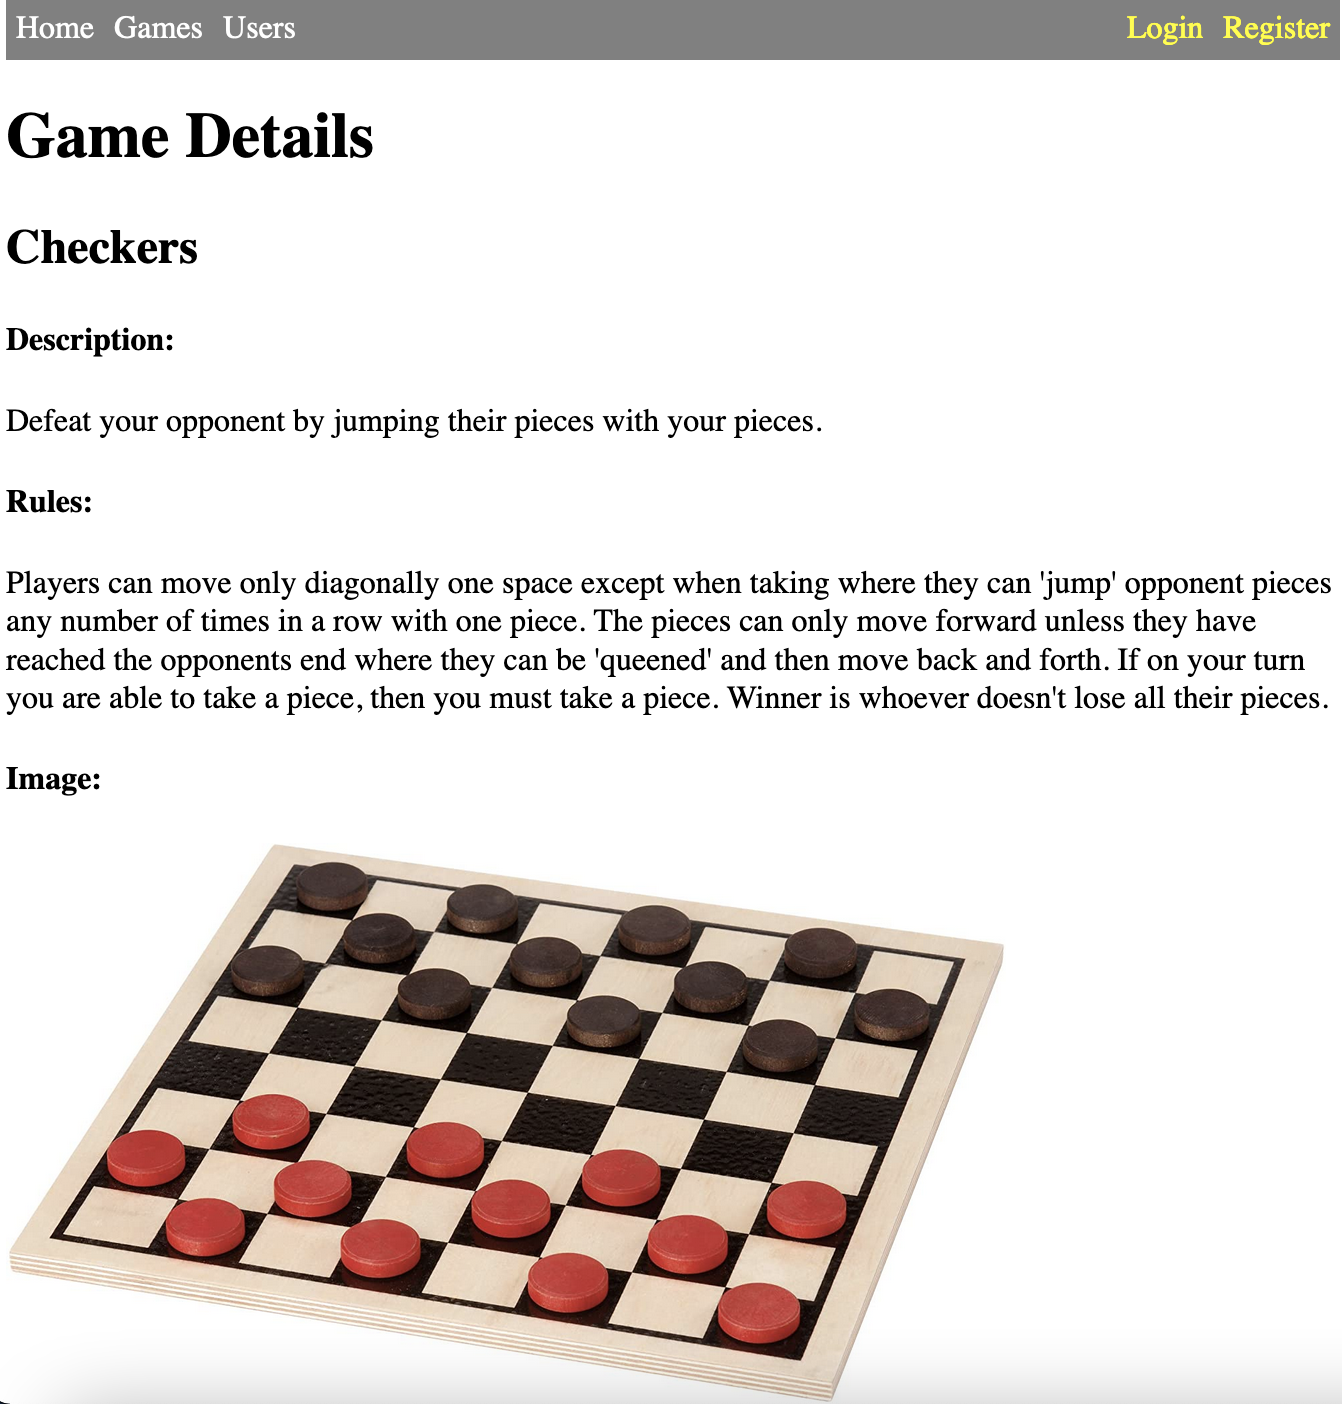 Home Games Users Login Register
Game Details
Checkers
Description:
Defeat your opponent by jumping their pieces with your pieces.
Rules:
Players can move only diagonally one space except when taking where they can 'jump' opponent pieces
any number of times in a row with one piece. The pieces can only move forward unless they have
reached the opponents end where they can be 'queened' and then move back and forth. If on your turn
you are able to take a piece, then you must take a piece. Winner is whoever doesn't lose all their pieces.
Image: